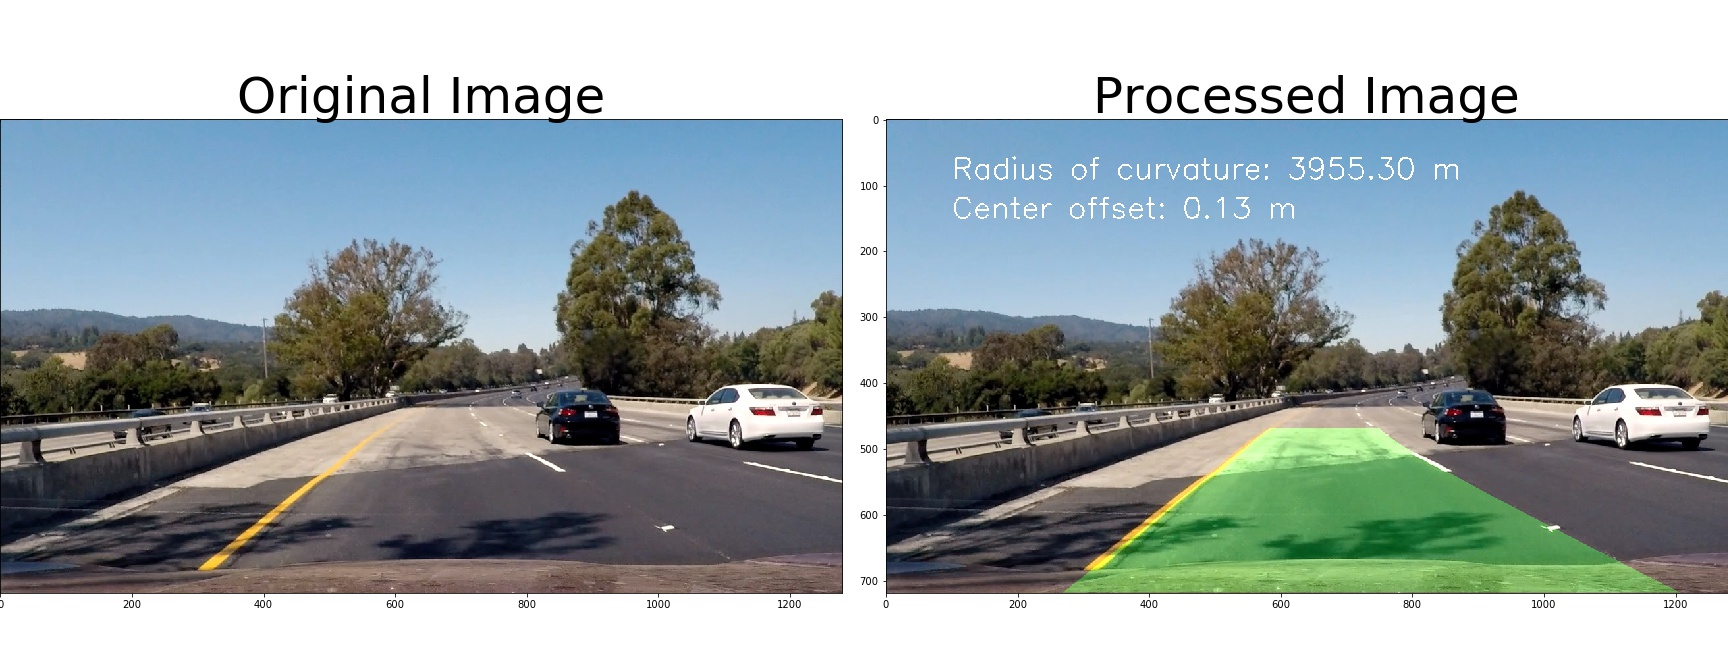 Original Image
Processed Image
Radius of curvature: 3955.30 m
Center offset: 0.13 m
0
100
200
300
400
500
600
700
0 200 400 600 800 1000 1200
0 200 400 600 800 1000 1200